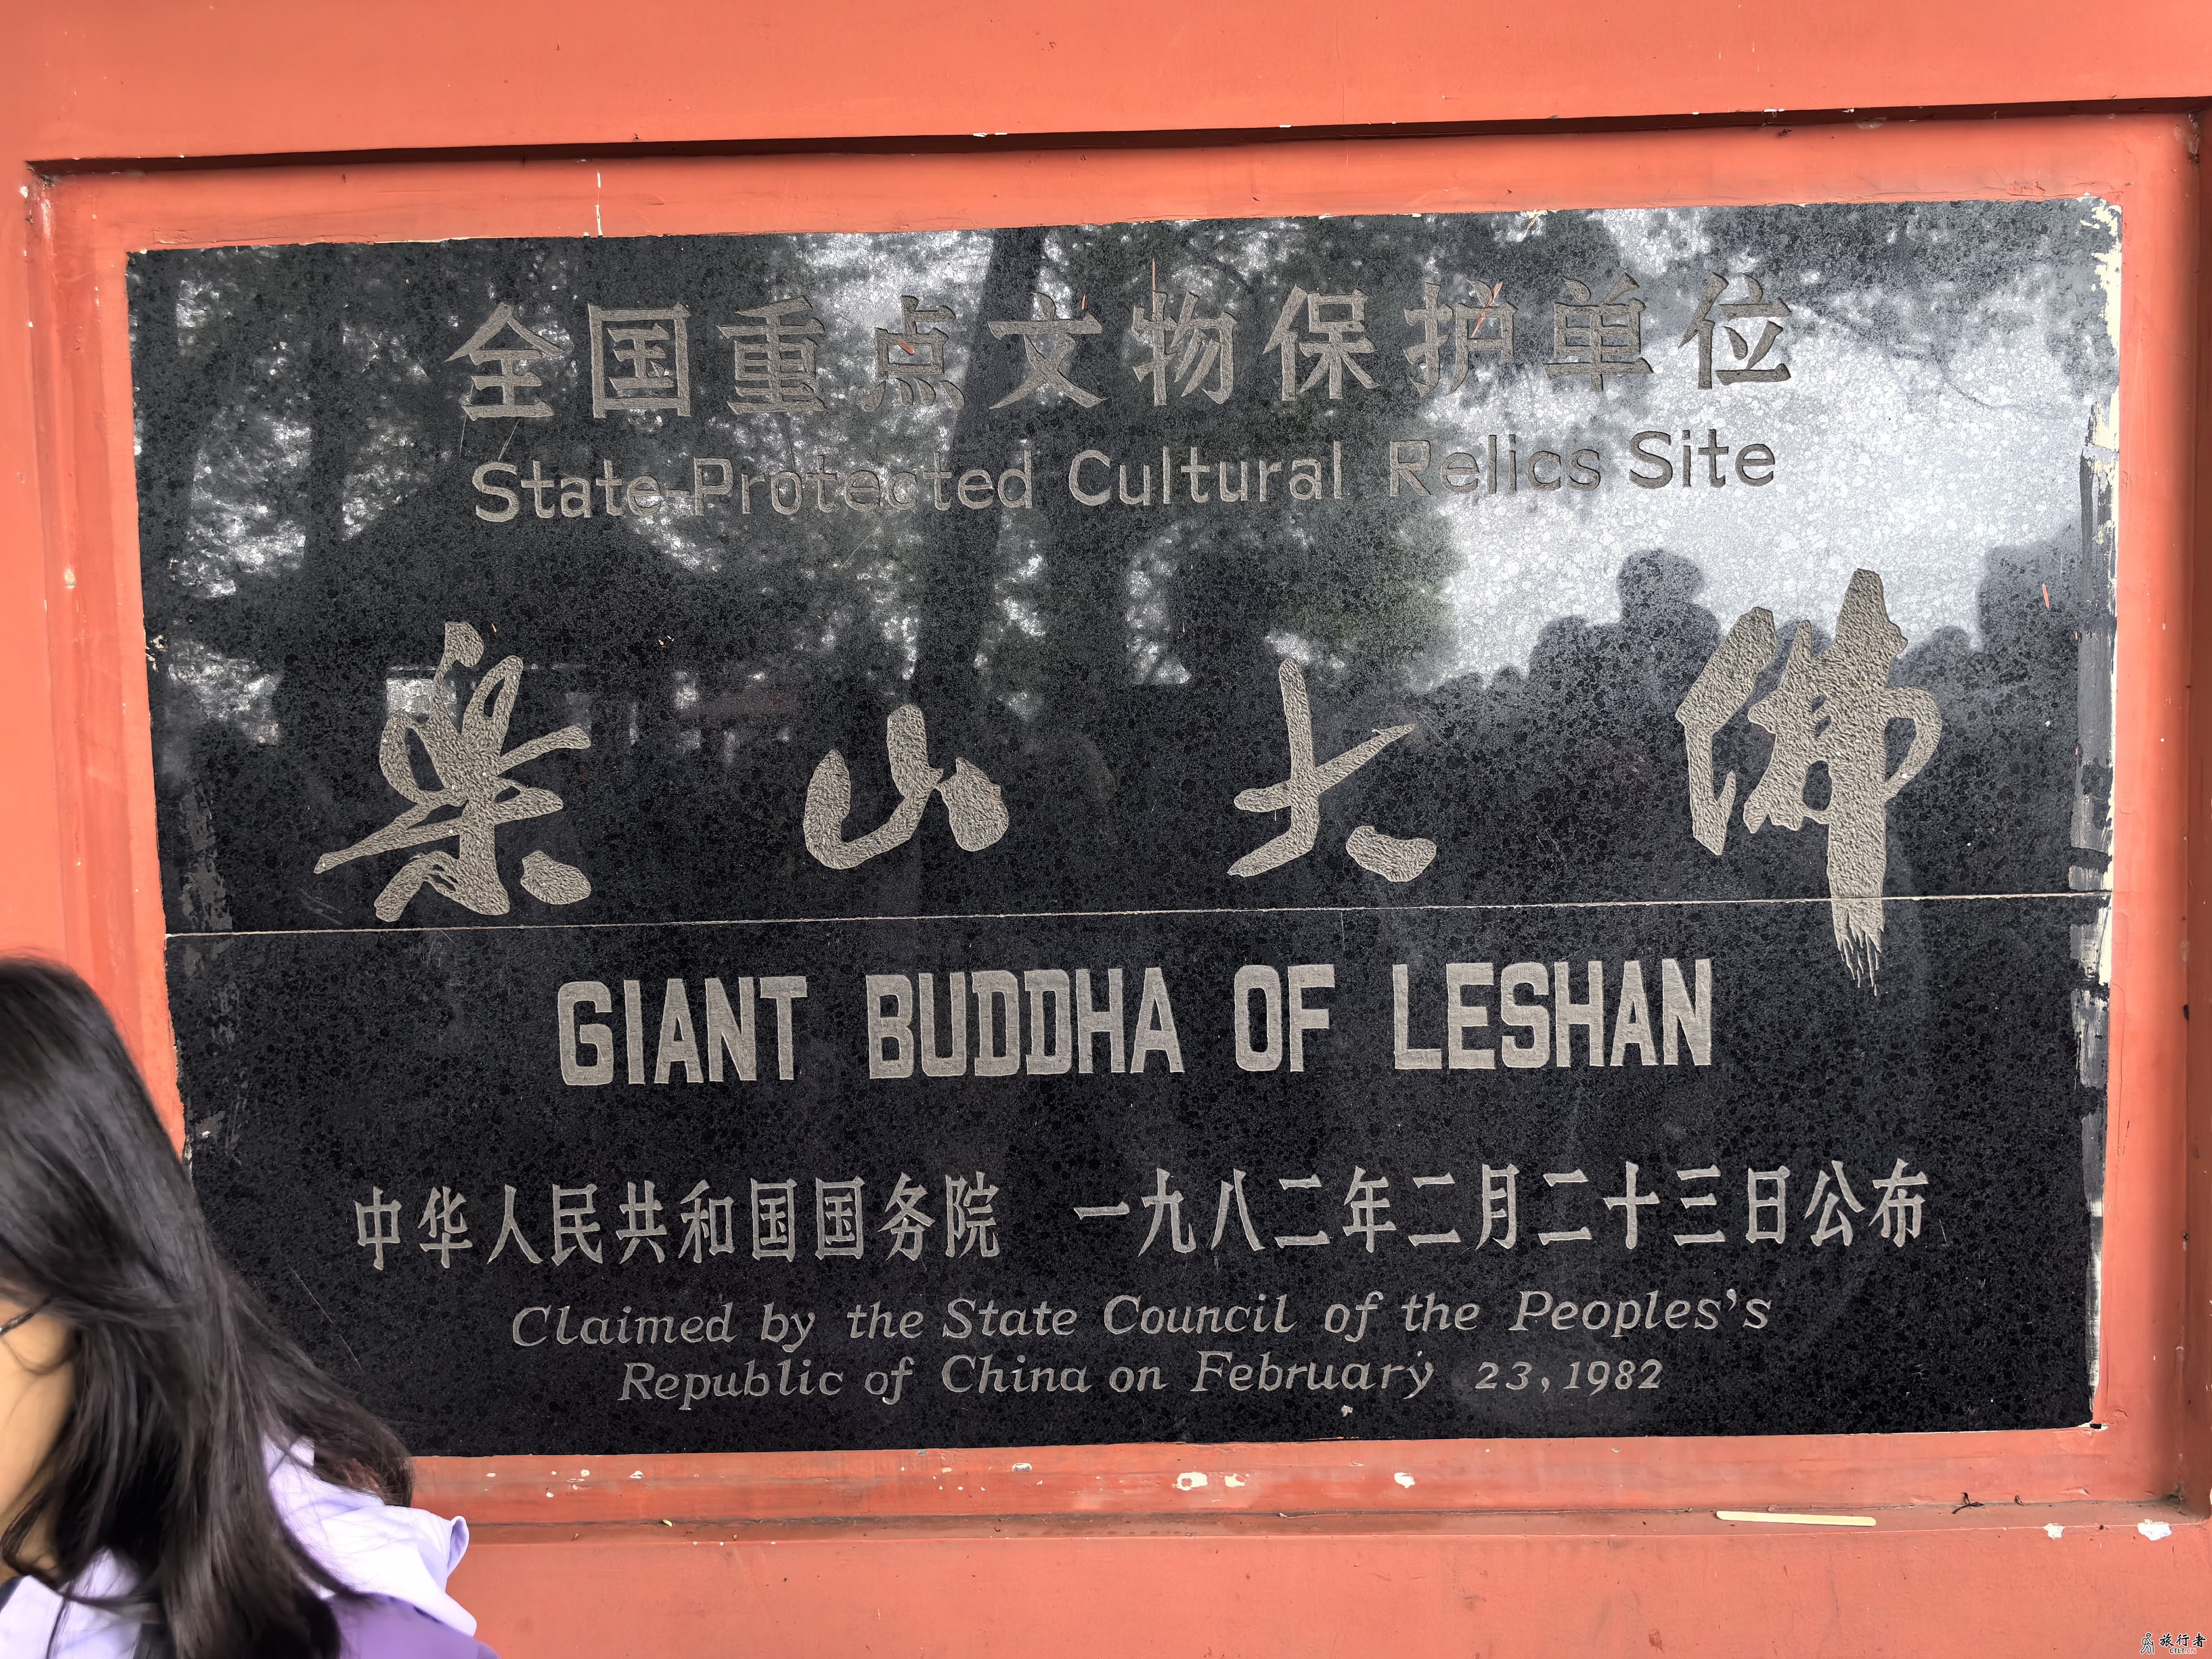 全国重点文物保护单位
State-Protected Cultural Relics Site
乐山大佛
GIANT BUDDHA OF LESHAN
中华人民共和国国务院 一九八二年二月二十三日公布
Claimed by the State Council of the Peoples's
Republic of China on February 23,1982
旅行者
CTLT.CN